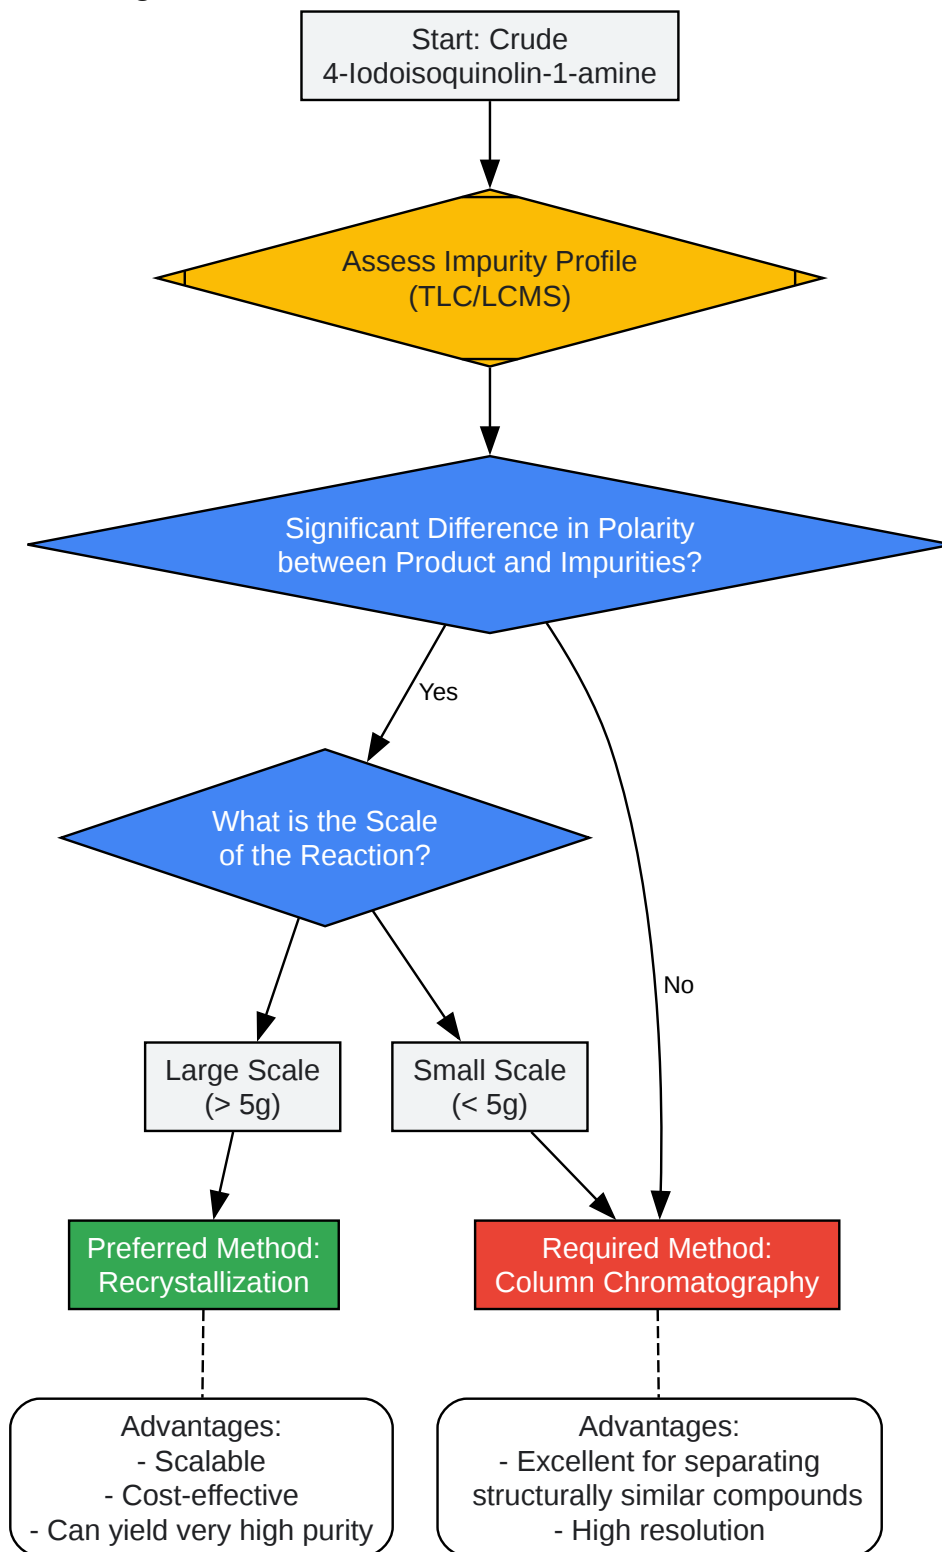 Start: Crude
4-Iodoisoquinolin-1-amine
Assess Impurity Profile
(TLC/LCMS)
Significant Difference in Polarity
between Product and Impurities?
Yes
What is the Scale
of the Reaction?
No
Large Scale
(> 5g)
Small Scale
(< 5g)
Preferred Method:
Recrystallization
Required Method:
Column Chromatography
Advantages:
- Scalable
- Cost-effective
- Can yield very high purity
Advantages:
- Excellent for separating
structurally similar compounds
- High resolution